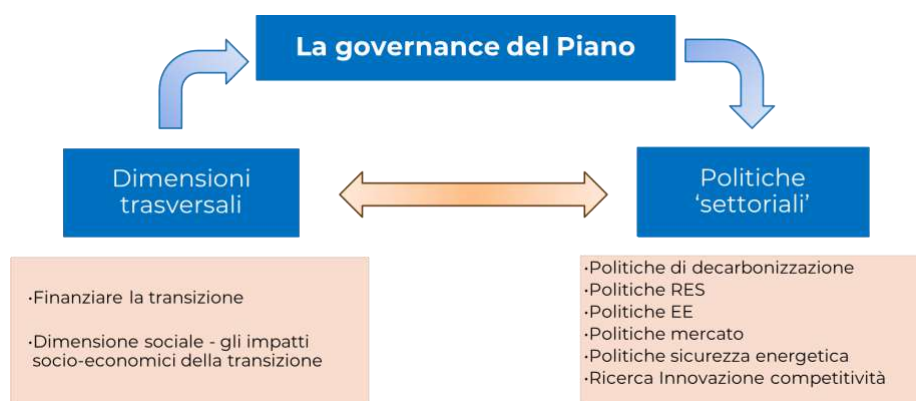 La governance del Piano
Dimensioni
trasversali
Politiche
‘settoriali’
·Finanziare la transizione
·Dimensione sociale - gli impatti
socio-economici della transizione
·Politiche di decarbonizzazione
·Politiche RES
·Politiche EE
·Politiche mercato
·Politiche sicurezza energetica
·Ricerca Innovazione competitività